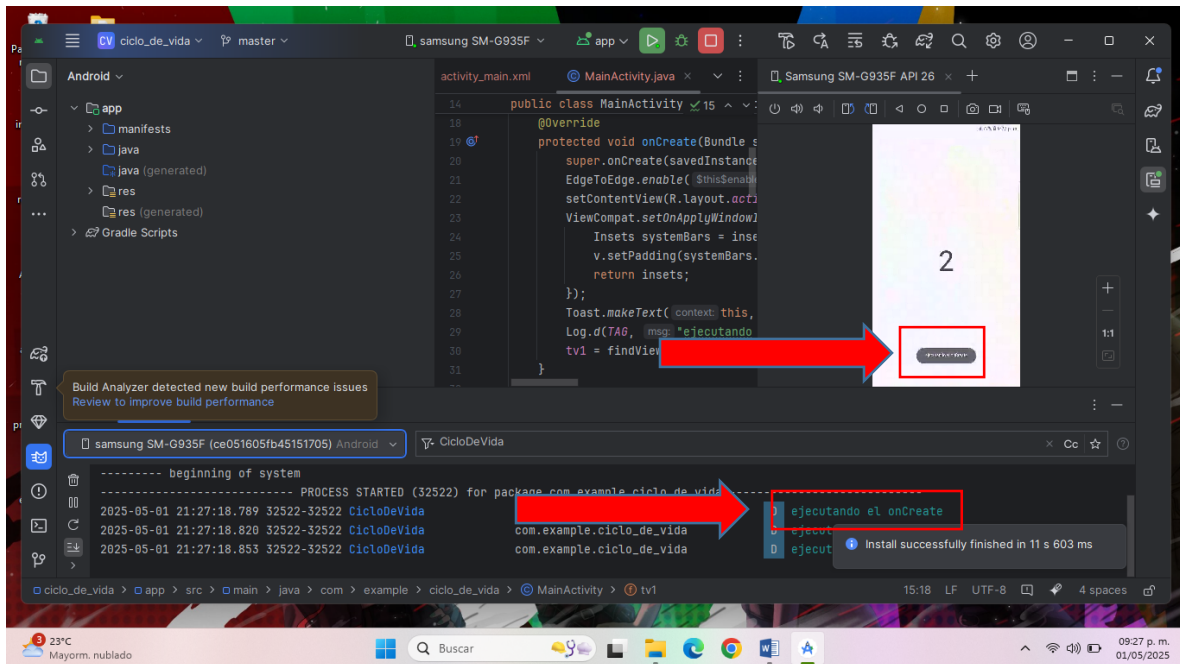 CV ciclo_de_vida master samsung SM-G935F app
Android
app
manifests
java
java (generated)
res
res (generated)
Gradle Scripts
activity_main.xml MainActivity.java
14 public class MainActivity 15
18 @Override
19 protected void onCreate(Bundle s
20 super.onCreate(savedInstance
21 EdgeToEdge.enable( $this$enabl
22 setContentView(R.layout.acti
23 ViewCompat.setOnApplyWindowI
24 Insets systemBars = inse
25 v.setPadding(systemBars.
26 return insets;
27 });
28 Toast.makeText( context: this,
29 Log.d(TAG, msg: "ejecutando
30 tv1 = findView
31 }
Samsung SM-G935F API 26
2
1:1
Build Analyzer detected new build performance issues
Review to improve build performance
samsung SM-G935F (ce051605fb45151705) Android CicloDeVida Cc
--------- beginning of system
--------------------------- PROCESS STARTED (32522) for package com.example.ciclo_de_vida ---------------------------
2025-05-01 21:27:18.789 32522-32522 CicloDeVida D ejecutando el onCreate
2025-05-01 21:27:18.820 32522-32522 CicloDeVida com.example.ciclo_de_vida D ejecut
2025-05-01 21:27:18.853 32522-32522 CicloDeVida com.example.ciclo_de_vida D ejecut
Install successfully finished in 11 s 603 ms
ciclo_de_vida > app > src > main > java > com > example > ciclo_de_vida > MainActivity > tv1 15:18 LF UTF-8 4 spaces
3 23°C
Mayorm. nublado
Buscar
09:27 p. m.
01/05/2025